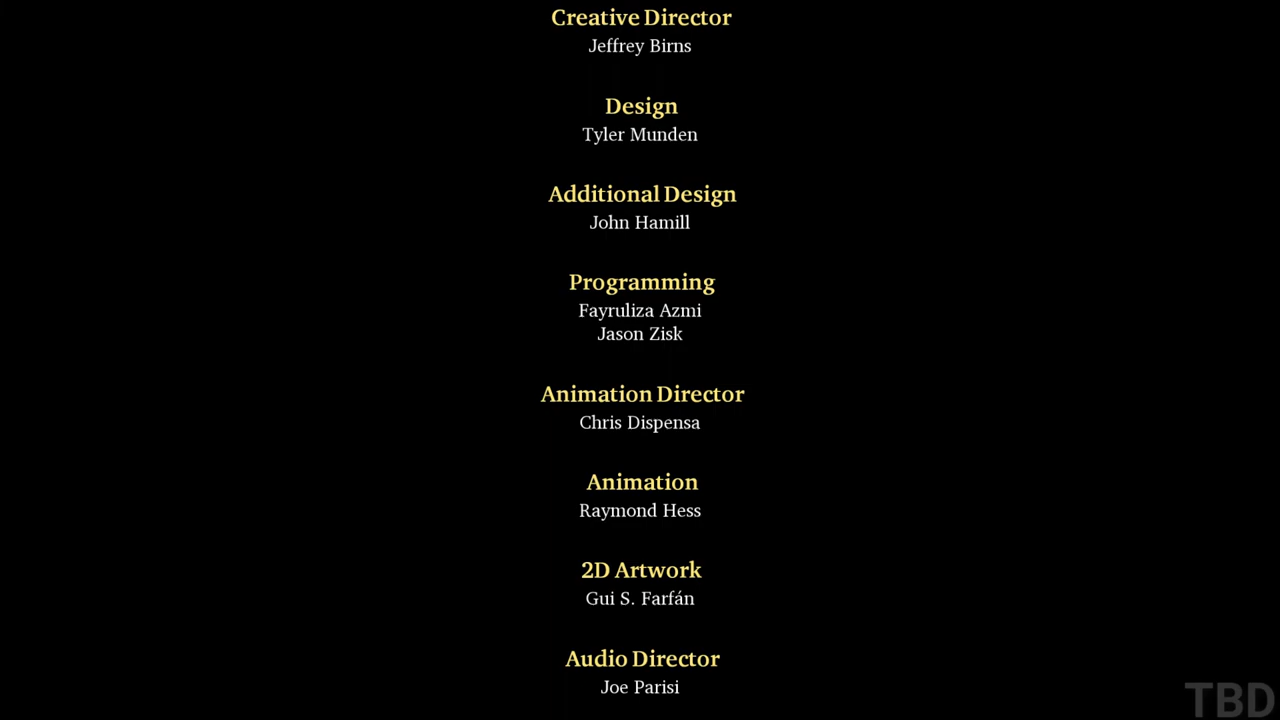 Creative Director
Jeffrey Birns
Design
Tyler Munden
Additional Design
John Hamill
Programming
Fayruliza Azmi
Jason Zisk
Animation Director
Chris Dispensa
Animation
Raymond Hess
2D Artwork
Gui S. Farfán
Audio Director
Joe Parisi
TBD